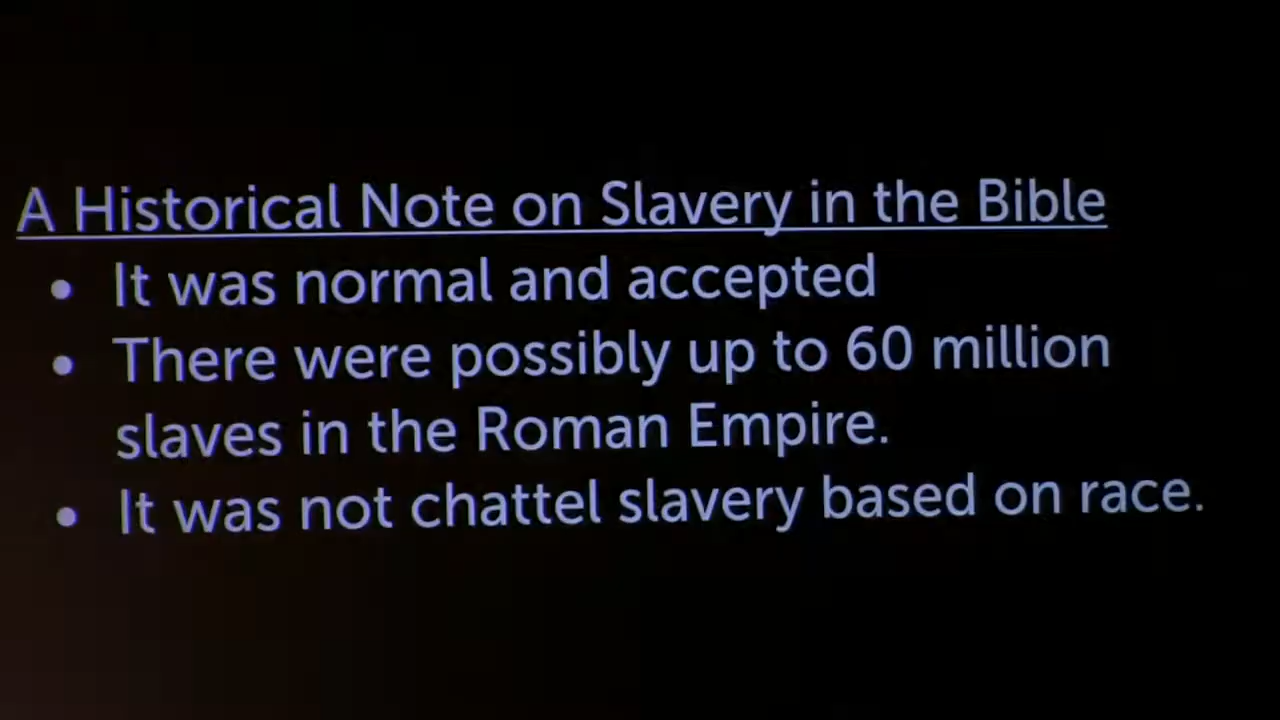 A Historical Note on Slavery in the Bible
• It was normal and accepted
• There were possibly up to 60 million
slaves in the Roman Empire.
• It was not chattel slavery based on race.